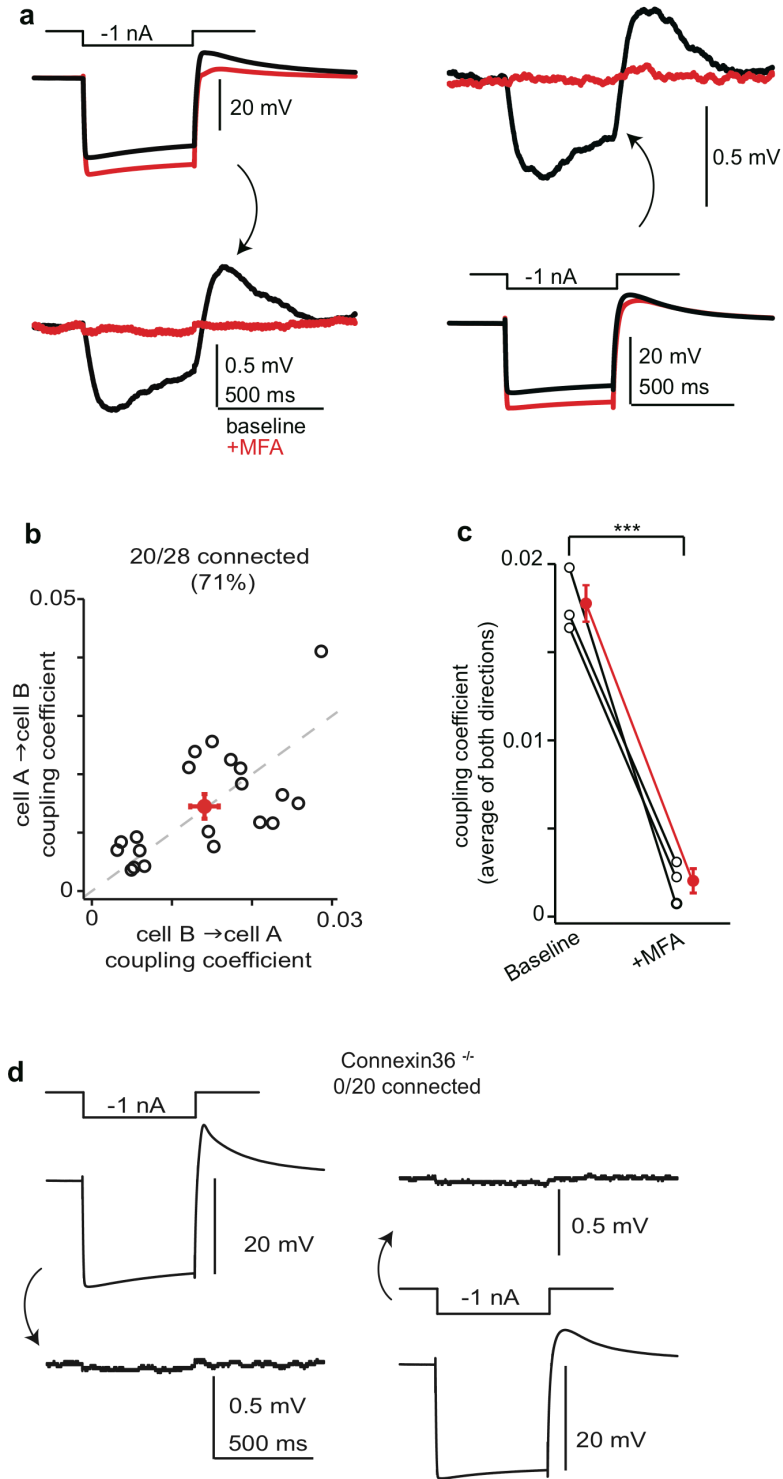 a
-1 nA
20 mV
0.5 mV
-1 nA
0.5 mV
500 ms
baseline
+MFA
20 mV
500 ms
b
20/28 connected
(71%)
0.05
cell A →cell B
coupling coefficient
0
0
0.03
cell B →cell A
coupling coefficient
c
***
0.02
0.01
0
coupling coefficient
(average of both directions)
Baseline
+MFA
d
Connexin36 -/-
0/20 connected
-1 nA
20 mV
0.5 mV
-1 nA
0.5 mV
500 ms
20 mV